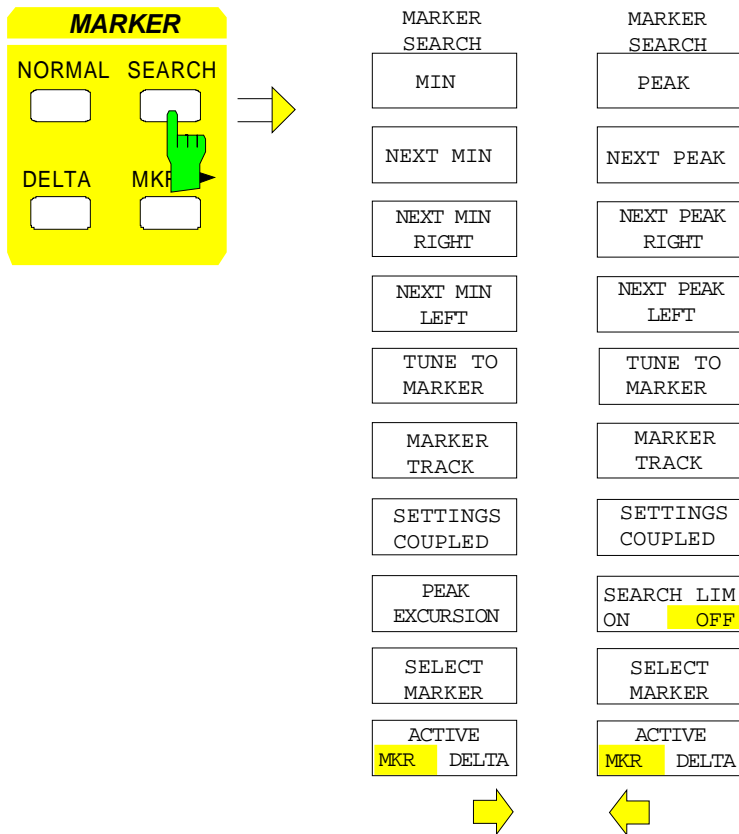 MARKER
NORMAL SEARCH
DELTA MKR
MARKER
SEARCH
MIN
NEXT MIN
NEXT MIN
RIGHT
NEXT MIN
LEFT
TUNE TO
MARKER
MARKER
TRACK
SETTINGS
COUPLED
PEAK
EXCURSION
SELECT
MARKER
ACTIVE
MKR DELTA
MARKER
SEARCH
PEAK
NEXT PEAK
NEXT PEAK
RIGHT
NEXT PEAK
LEFT
TUNE TO
MARKER
MARKER
TRACK
SETTINGS
COUPLED
SEARCH LIM
ON OFF
SELECT
MARKER
ACTIVE
MKR DELTA